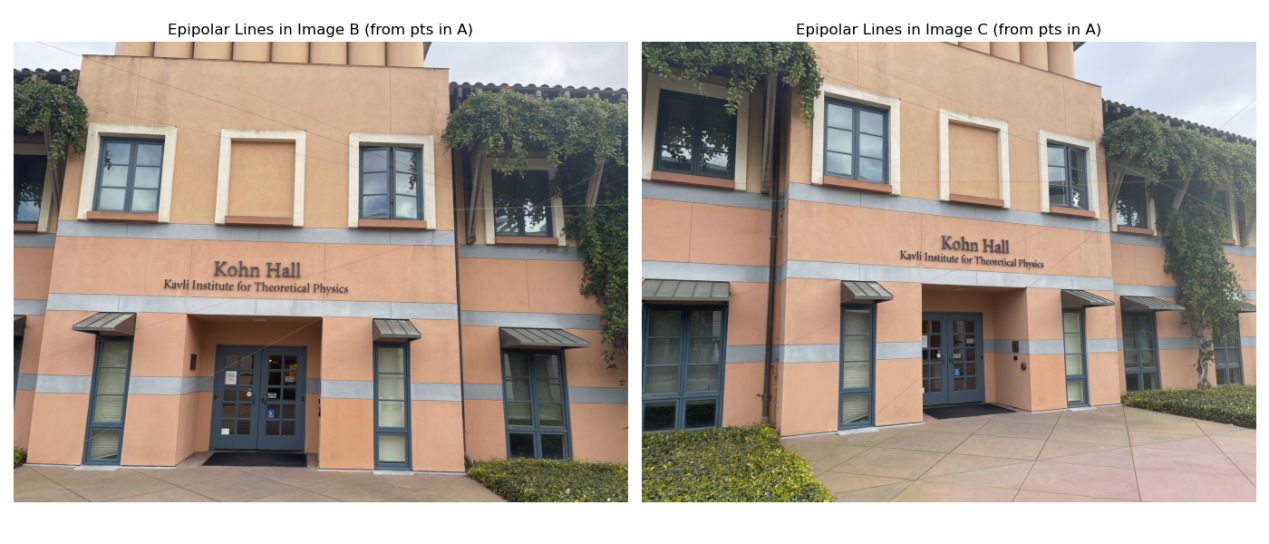 Epipolar Lines in Image B (from pts in A)
Epipolar Lines in Image C (from pts in A)
Kohn Hall
Kavli Institute for Theoretical Physics
Kohn Hall
Kavli Institute for Theoretical Physics